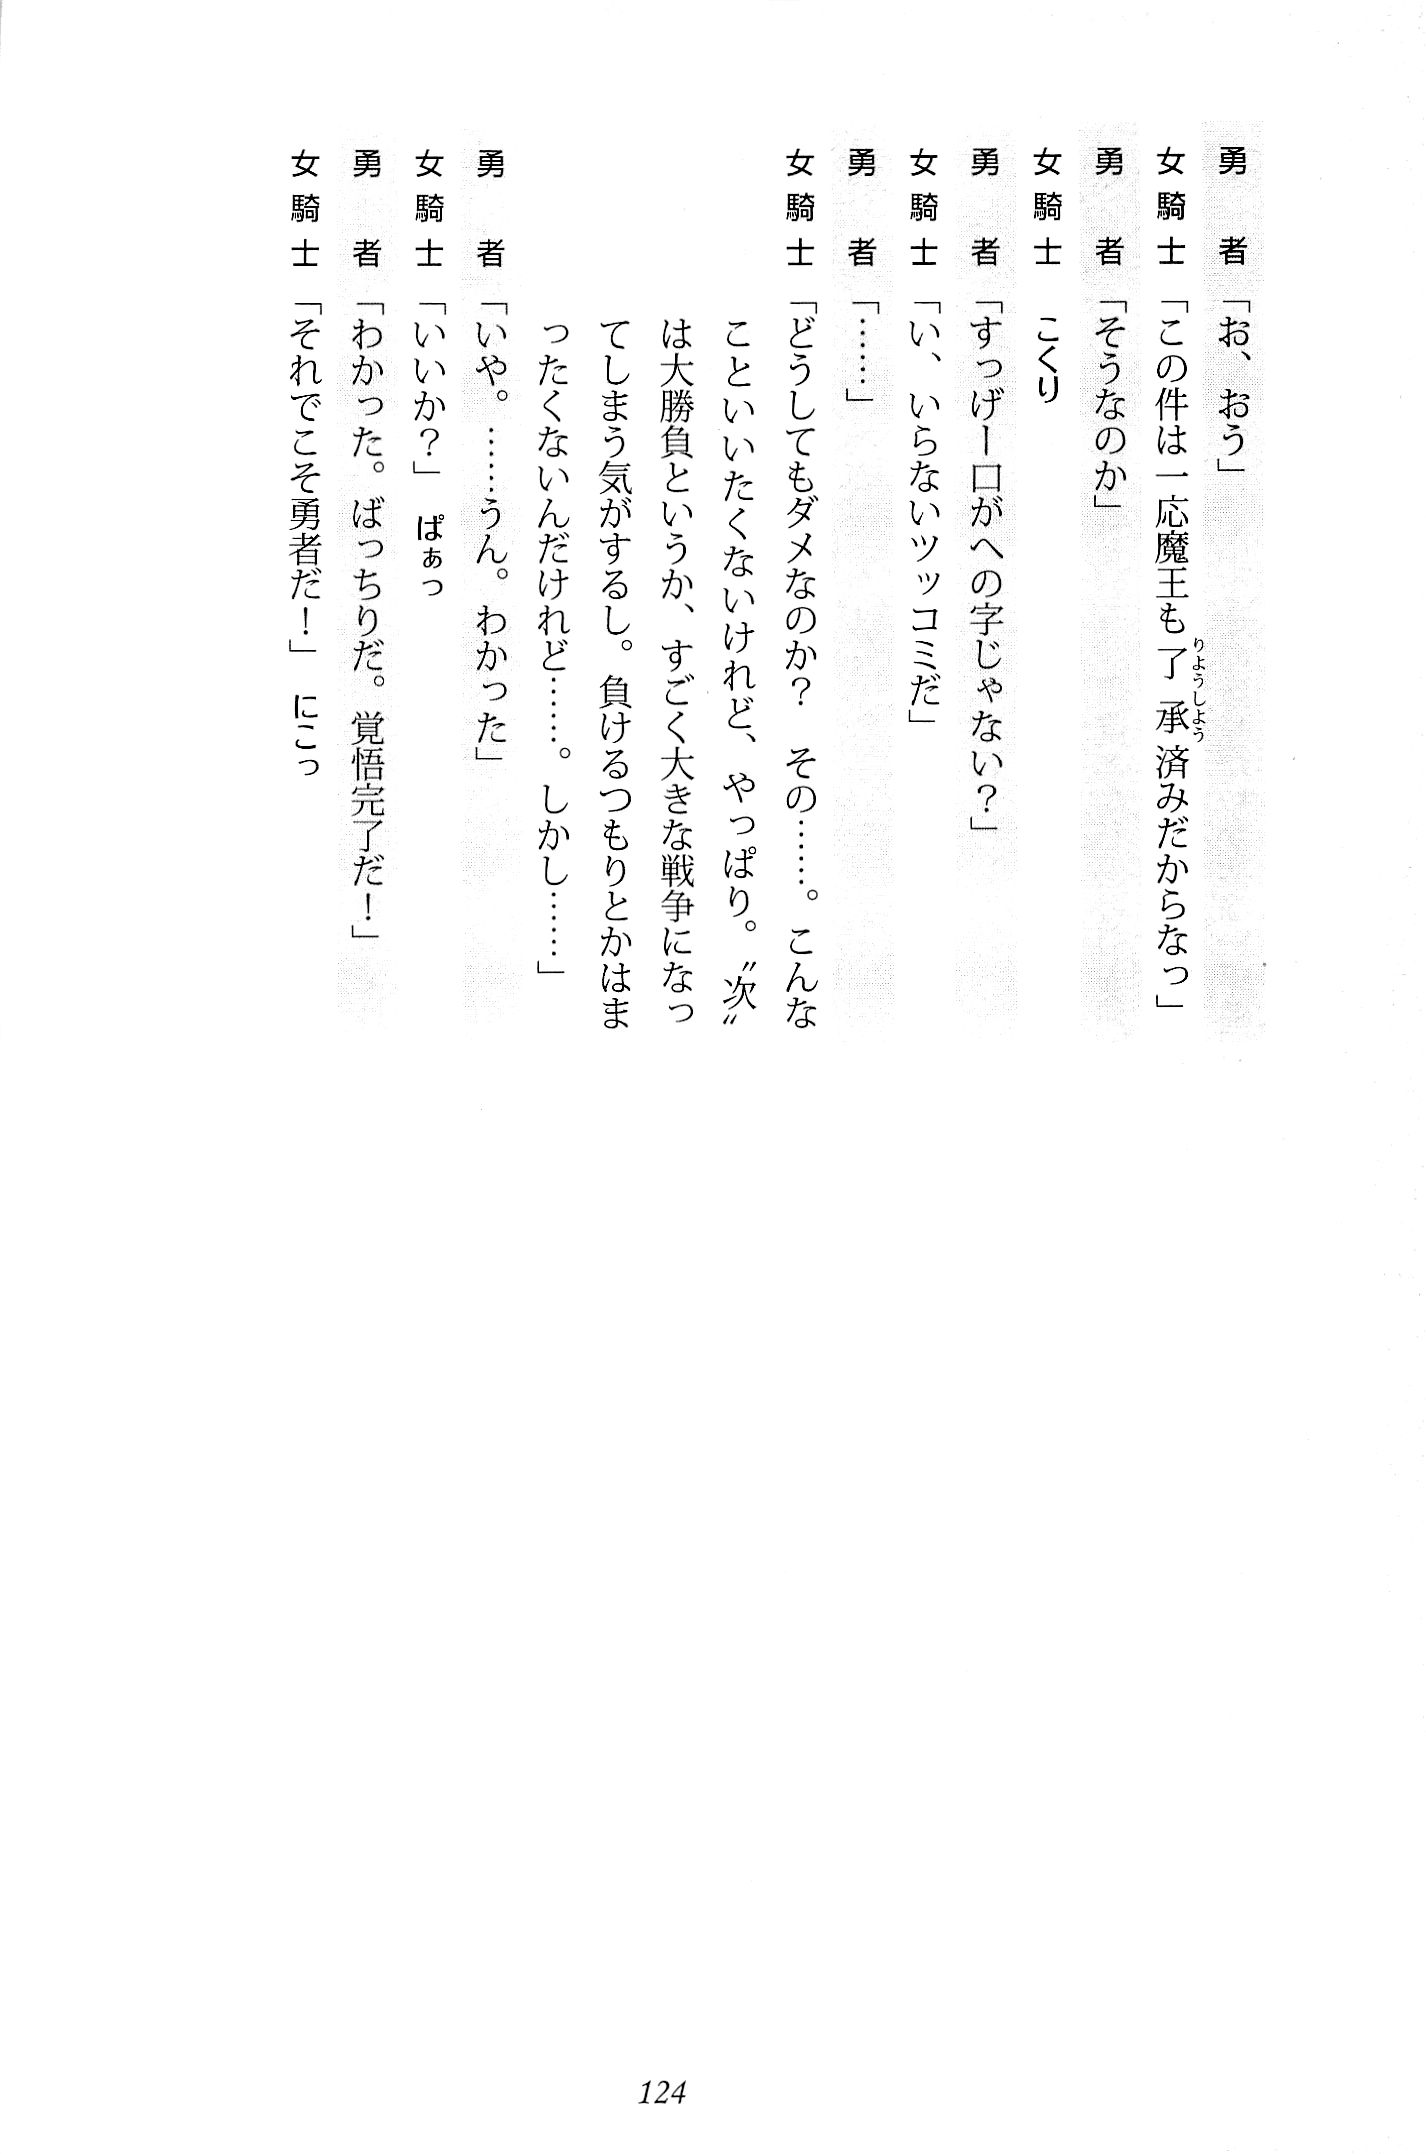 勇　者「お、おう」
女騎士「この件は一応魔王も了承済みだからなっ」
りようしよう
勇　者「そうなのか」
女騎士　こくり
勇　者「すっげー口がへの字じゃない？」
女騎士「い、いらないツッコミだ」
勇　者「……」
女騎士「どうしてもダメなのか？　その……。こんな
こといいたくないけれど、やっぱり。〝次〟
は大勝負というか、すごく大きな戦争になっ
てしまう気がするし。負けるつもりとかはま
ったくないんだけれど……。しかし……」
勇　者「いや。……うん。わかった」
女騎士「いいか？」　ぱぁっ
勇　者「わかった。ばっちりだ。覚悟完了だ！」
女騎士「それでこそ勇者だ！」　にこっ
124